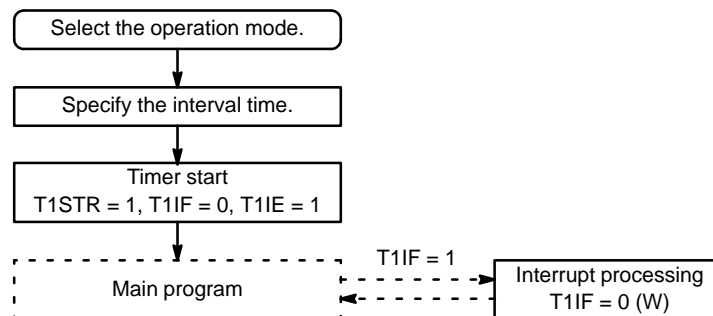 Select the operation mode.
Specify the interval time.
Timer start
T1STR = 1, T1IF = 0, T1IE = 1
T1IF = 1
Main program
Interrupt processing
T1IF = 0 (W)